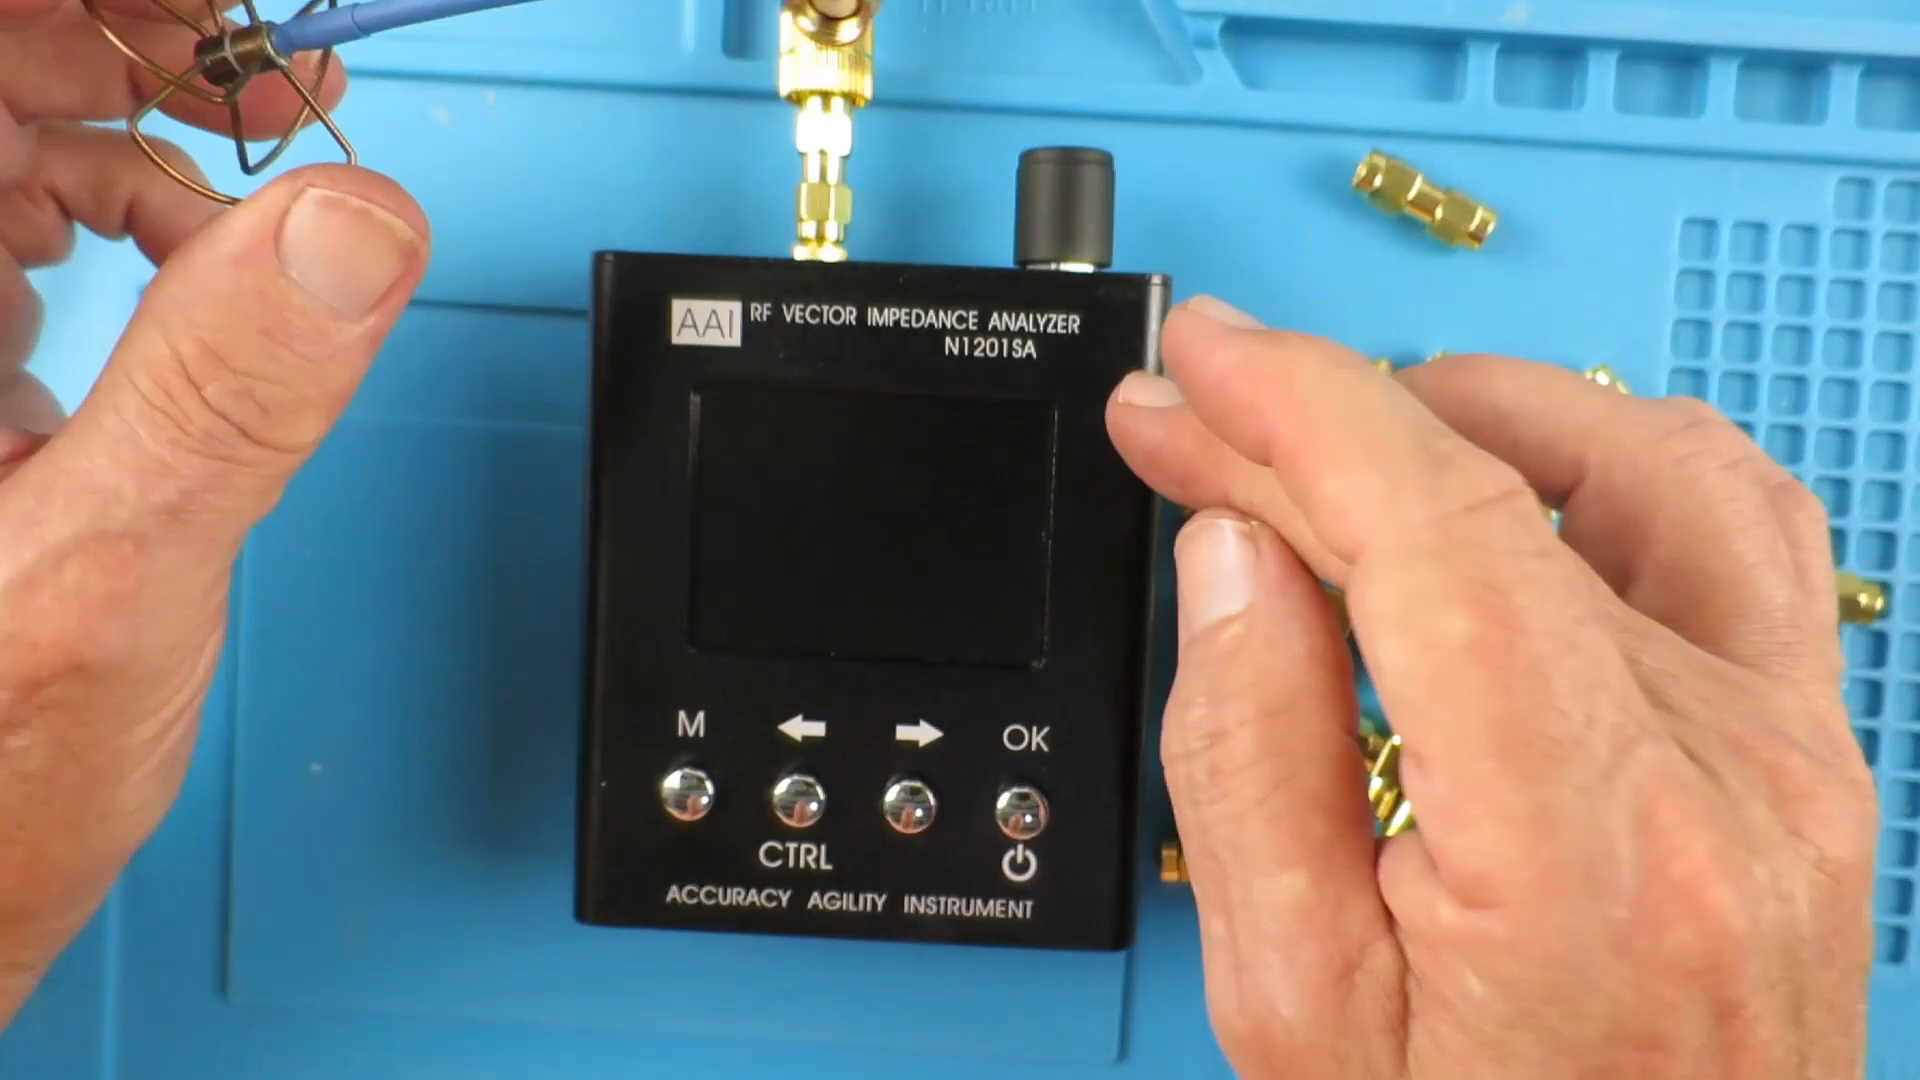 AAI RF VECTOR IMPEDANCE ANALYZER
N1201SA
M OK
CTRL
ACCURACY AGILITY INSTRUMENT